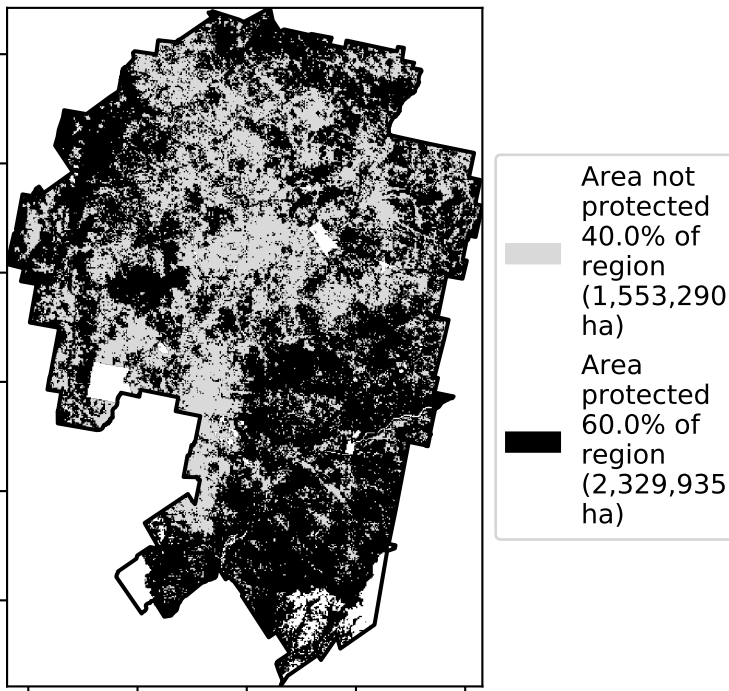 Area not
protected
40.0% of
region
(1,553,290
ha)
Area
protected
60.0% of
region
(2,329,935
ha)